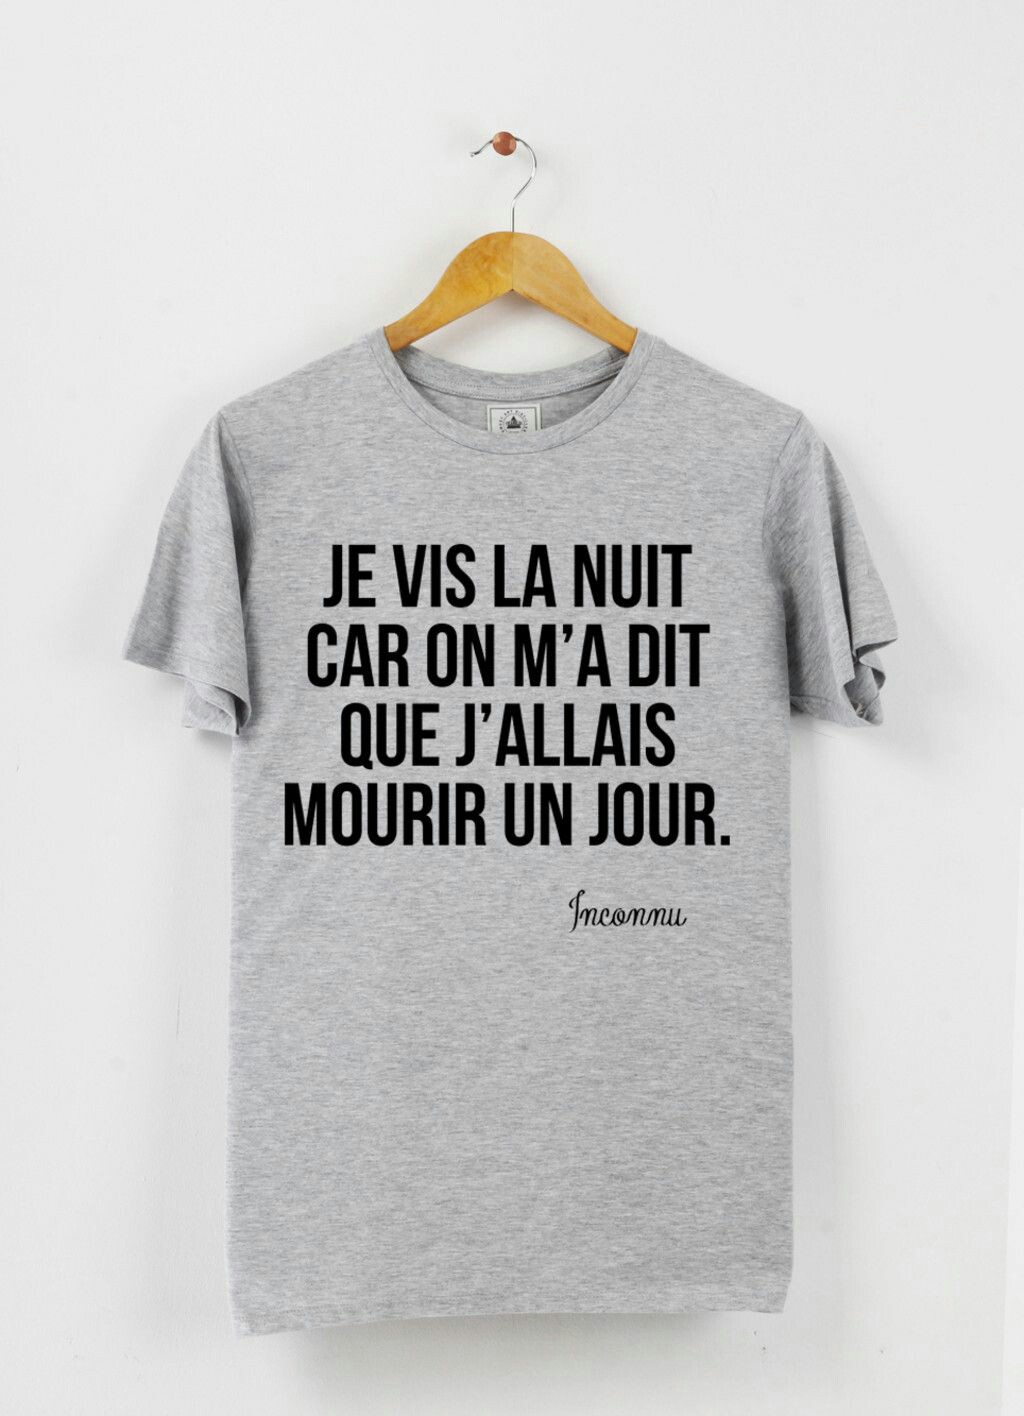 JE VIS LA NUIT
CAR ON M’A DIT
QUE J’ALLAIS
MOURIR UN JOUR.
Inconnu